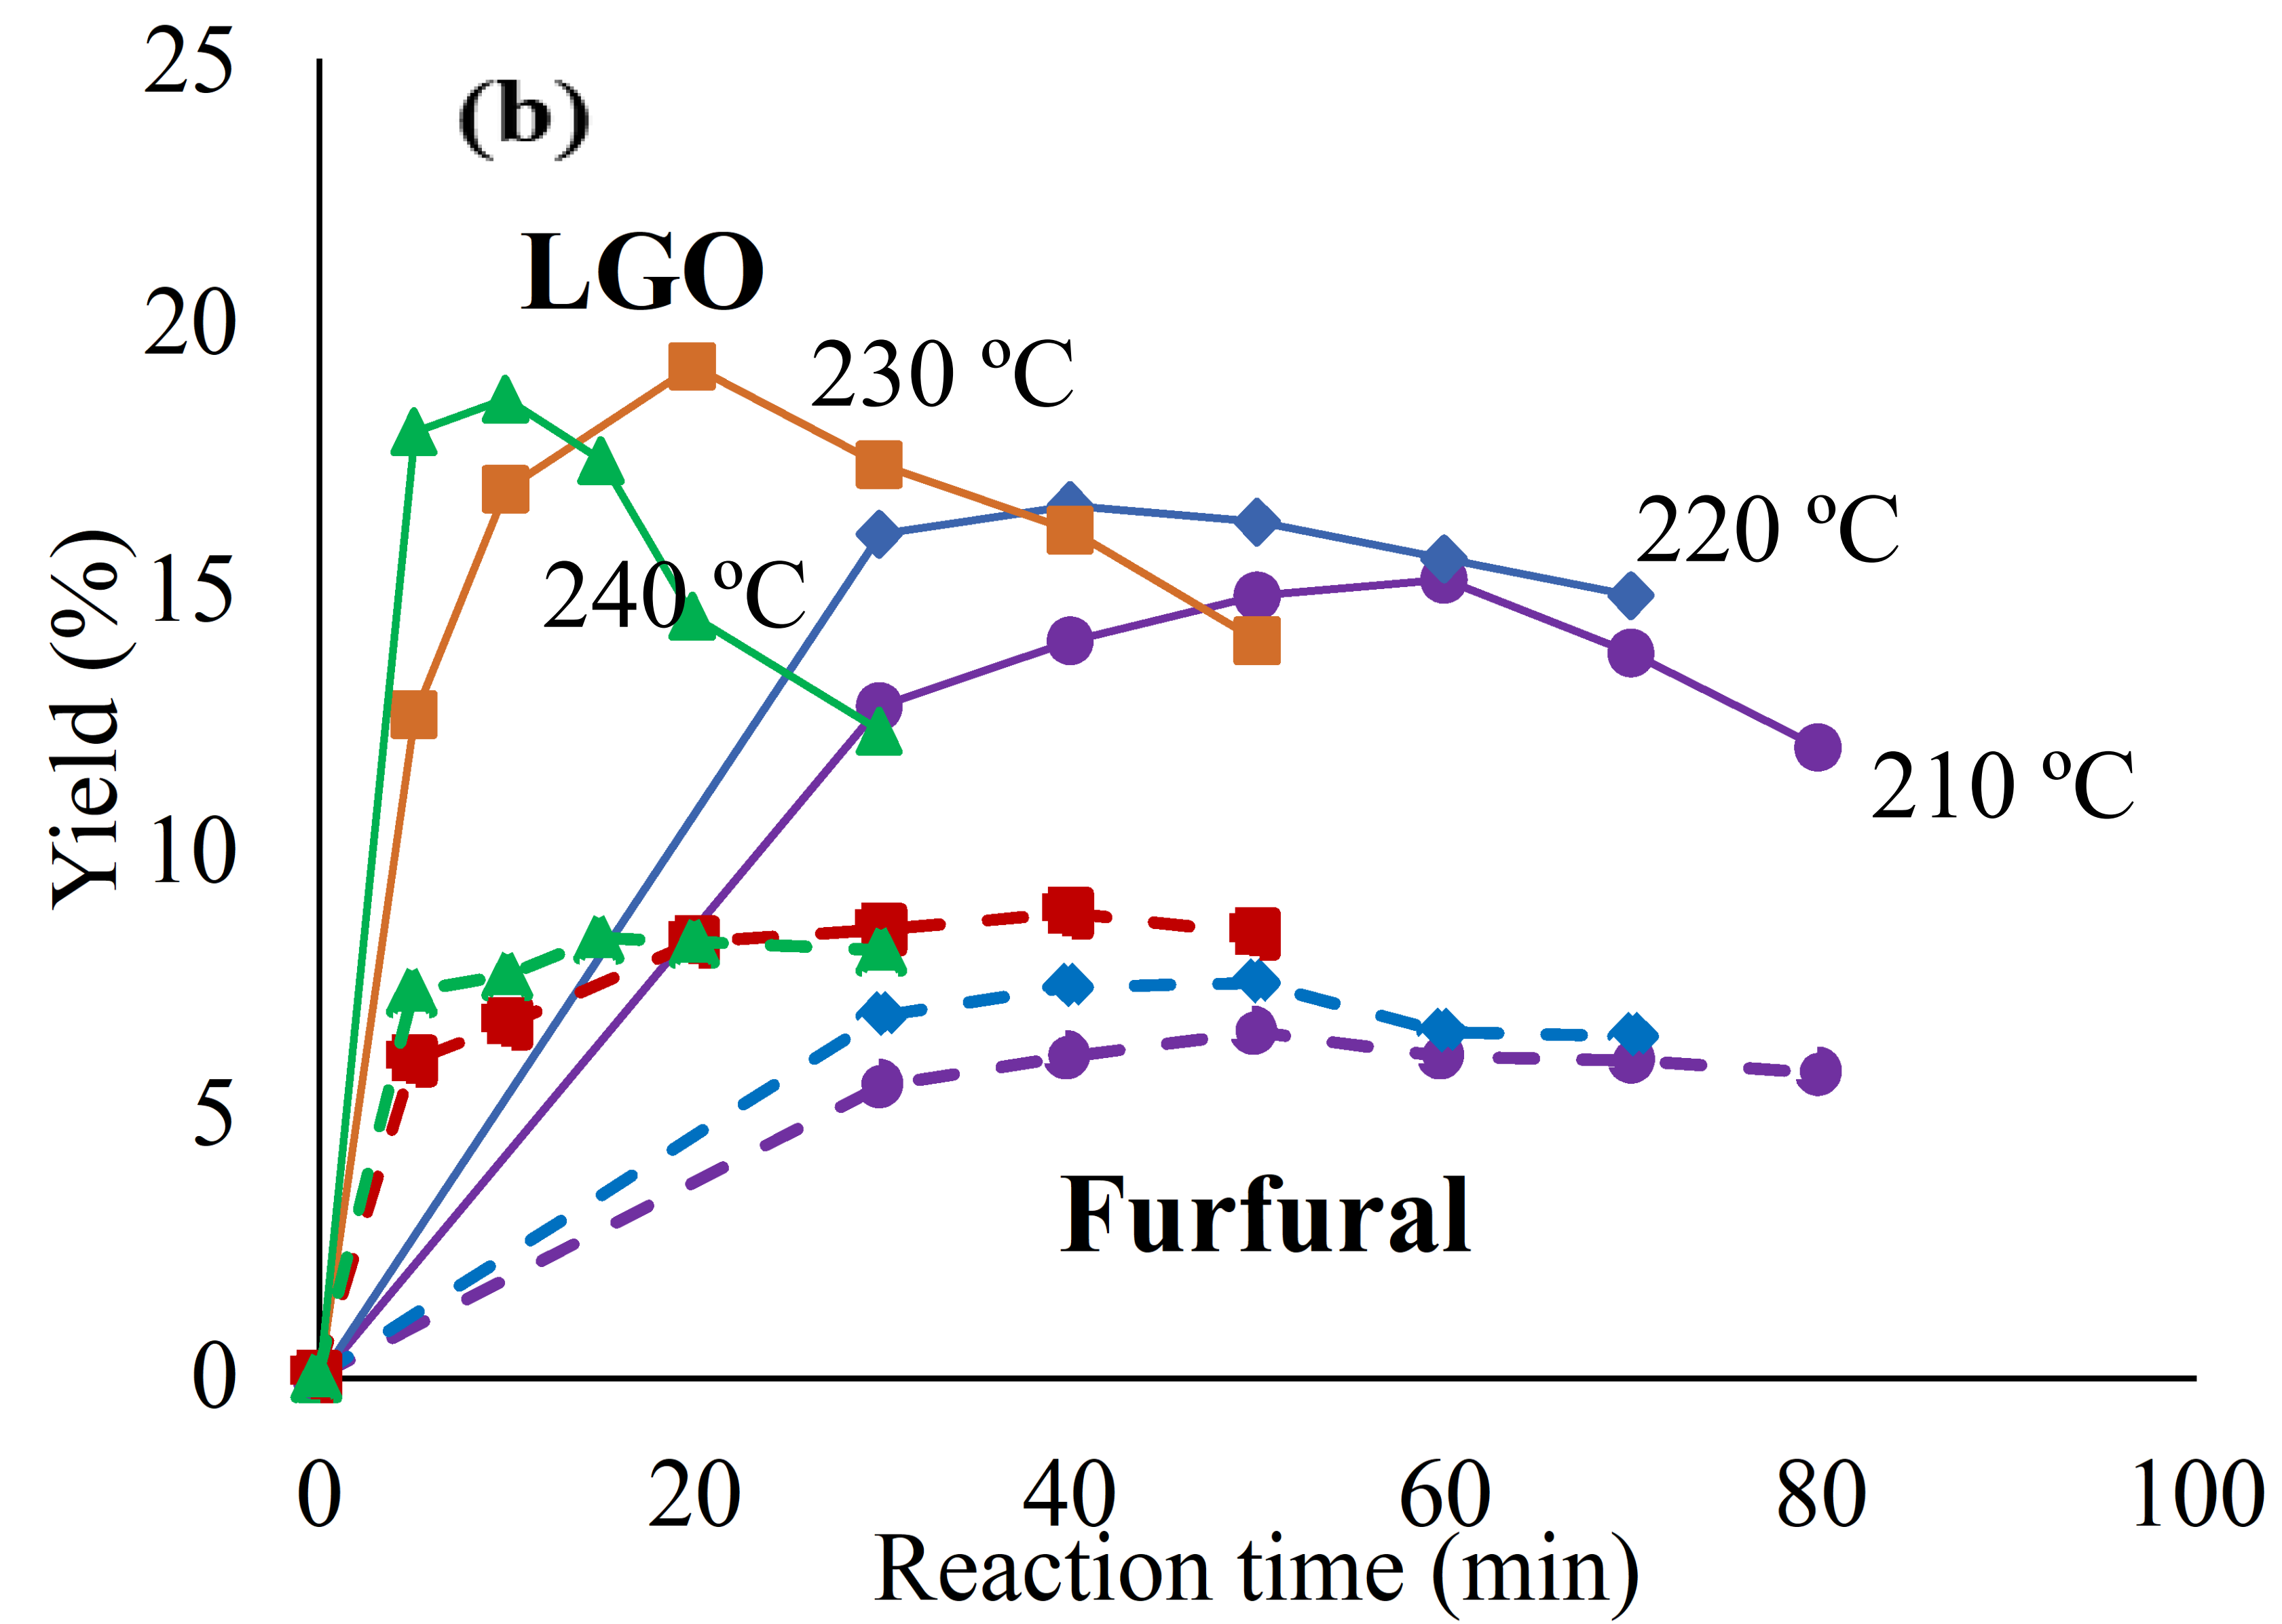 25
(b)
LGO
20
230 ºC
220 ºC
15
240 ºC
210 ºC
10
5
Furfural
0
0 20 40 60 80 100
Yield (%)
Reaction time (min)